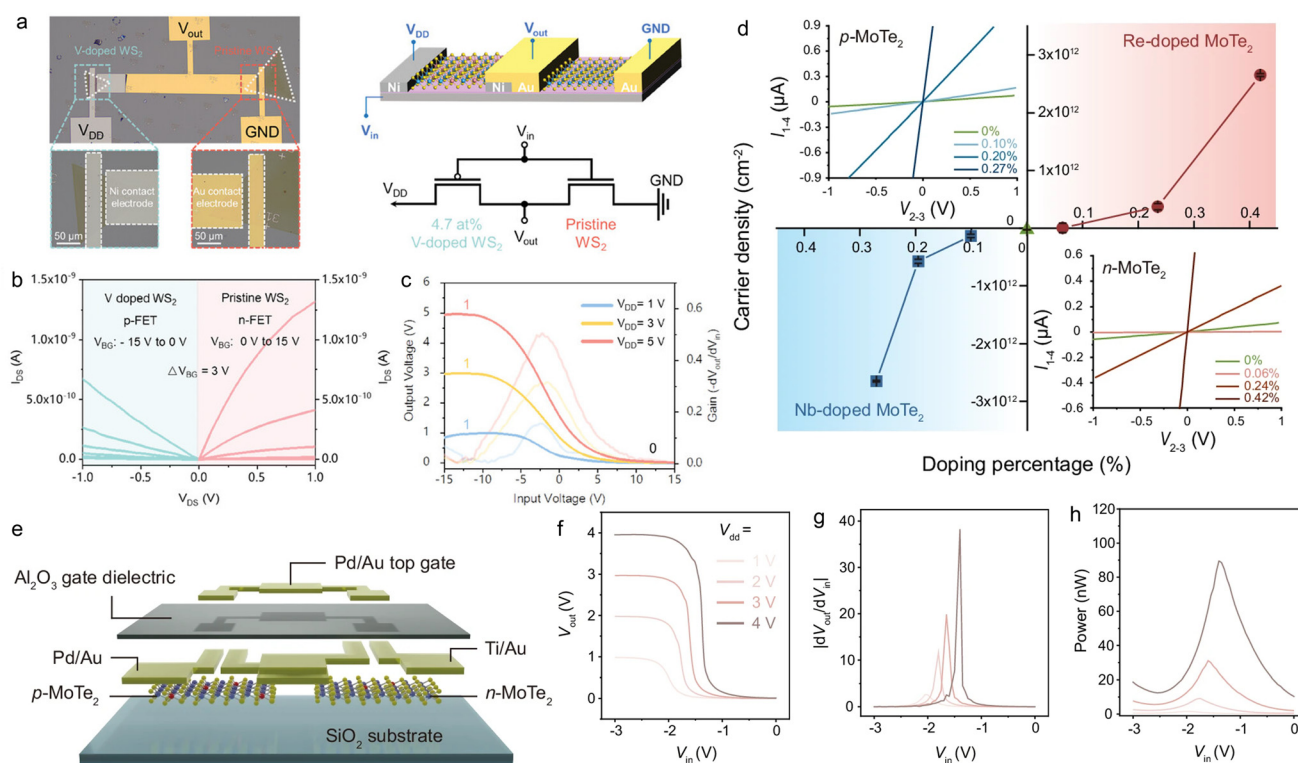 a
V-doped WS2
Vout
Pristine WS
VDD
GND
Ni contact
electrode
50 μm
Au contact
electrode
50 μm
VDD
Vout
GND
Ni
Ni
Au
Au
Vin
Vin
VDD
GND
4.7 at%
V-doped WS2
Vout
Pristine
WS2
b
IDS (A)
1.5x10-9
1.0x10-9
5.0x10-10
0.0
V doped WS2
p-FET
VBG: - 15 V to 0 V
Pristine WS2
n-FET
VBG: 0 V to 15 V
△VBG = 3 V
1.5x10-9
1.0x10-9
5.0x10-10
0.0
IDS (A)
-1.0 -0.5 0.0 0.5 1.0
VDS (V)
c
Output Voltage (V)
6
5
4
3
2
1
0
1
1
1
0
VDD= 1 V
VDD= 3 V
VDD= 5 V
0.6
0.4
0.2
0.0
Gain (-dVout/dVin)
-15 -10 -5 0 5 10 15
Input Voltage (V)
d
Carrier density (cm-2)
p-MoTe2
I1-4 (μA)
0.9
0.6
0.3
0.0
-0.3
-0.6
-0.9
0%
0.10%
0.20%
0.27%
-1 -0.5 0 0.5 1
V2-3 (V)
Re-doped MoTe2
3x1012
2x1012
1x1012
0
0.1 0.2 0.3 0.4
0.3 0.2 0.1 0
-1x1012
-2x1012
-3x1012
Nb-doped MoTe2
n-MoTe2
I1-4 (μA)
0.6
0.4
0.2
0
-0.2
-0.4
-0.6
0%
0.06%
0.24%
0.42%
-1 -0.5 0 0.5 1
V2-3 (V)
Doping percentage (%)
e
Pd/Au top gate
Al2O3 gate dielectric
Pd/Au
Ti/Au
p-MoTe2
n-MoTe2
SiO2 substrate
f
Vout (V)
4
3
2
1
0
Vdd =
1 V
2 V
3 V
4 V
-3 -2 -1 0
Vin (V)
g
|dVout/dVin|
40
30
20
10
0
-3 -2 -1 0
Vin (V)
h
Power (nW)
120
100
80
60
40
20
0
-3 -2 -1 0
Vin (V)